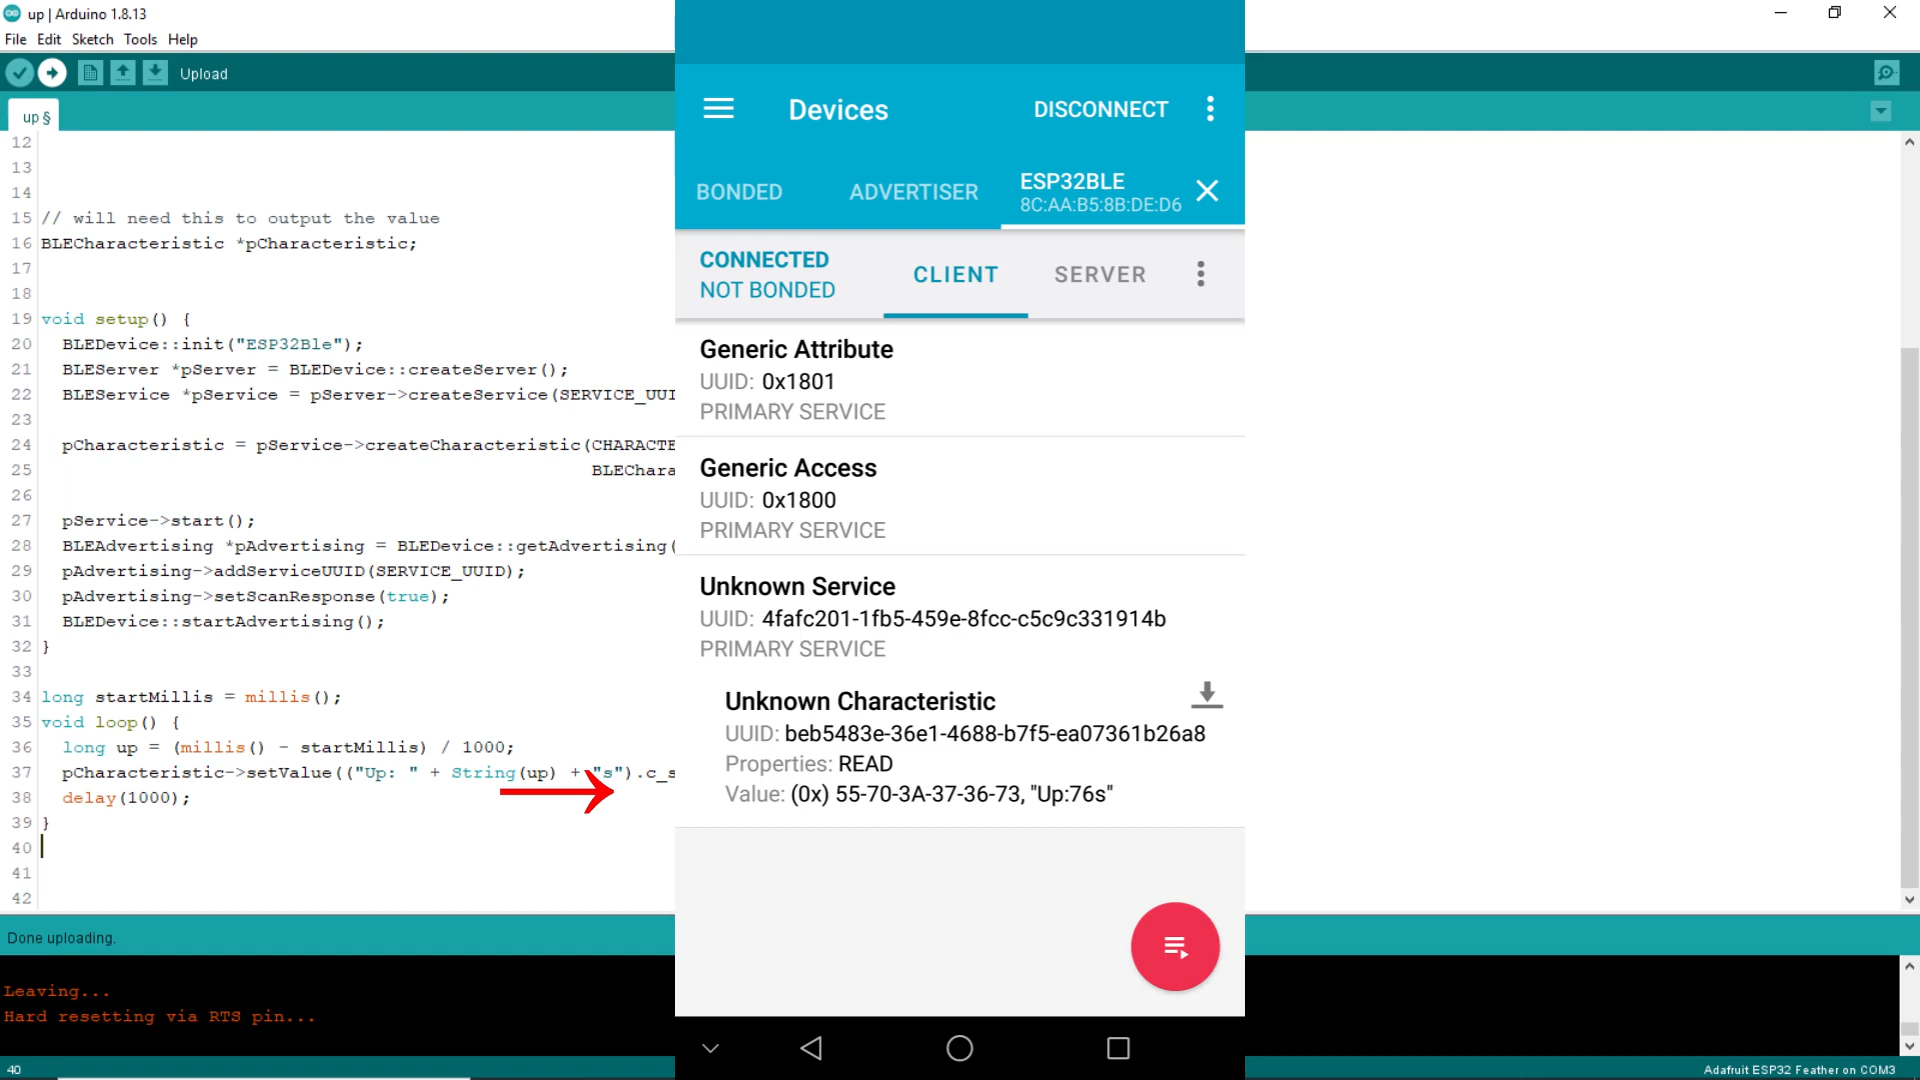 up | Arduino 1.8.13
File Edit Sketch Tools Help
Upload
up §
12
13
14
15 // will need this to output the value
16 BLECharacteristic *pCharacteristic;
17
18
19 void setup() {
20 BLEDevice::init("ESP32Ble");
21 BLEServer *pServer = BLEDevice::createServer();
22 BLEService *pService = pServer->createService(SERVICE_UUI
23
24 pCharacteristic = pService->createCharacteristic(CHARACTE
25 BLEChara
26
27 pService->start();
28 BLEAdvertising *pAdvertising = BLEDevice::getAdvertising(
29 pAdvertising->addServiceUUID(SERVICE_UUID);
30 pAdvertising->setScanResponse(true);
31 BLEDevice::startAdvertising();
32 }
33
34 long startMillis = millis();
35 void loop() {
36 long up = (millis() - startMillis) / 1000;
37 pCharacteristic->setValue(("Up: " + String(up) + "s").c_s
38 delay(1000);
39 }
40
41
42
Done uploading.
Leaving...
Hard resetting via RTS pin...
40
Adafruit ESP32 Feather on COM3
Devices
DISCONNECT
BONDED
ADVERTISER
ESP32BLE
8C:AA:B5:8B:DE:D6
CONNECTED
NOT BONDED
CLIENT
SERVER
Generic Attribute
UUID: 0x1801
PRIMARY SERVICE
Generic Access
UUID: 0x1800
PRIMARY SERVICE
Unknown Service
UUID: 4fafc201-1fb5-459e-8fcc-c5c9c331914b
PRIMARY SERVICE
Unknown Characteristic
UUID: beb5483e-36e1-4688-b7f5-ea07361b26a8
Properties: READ
Value: (0x) 55-70-3A-37-36-73, "Up:76s"